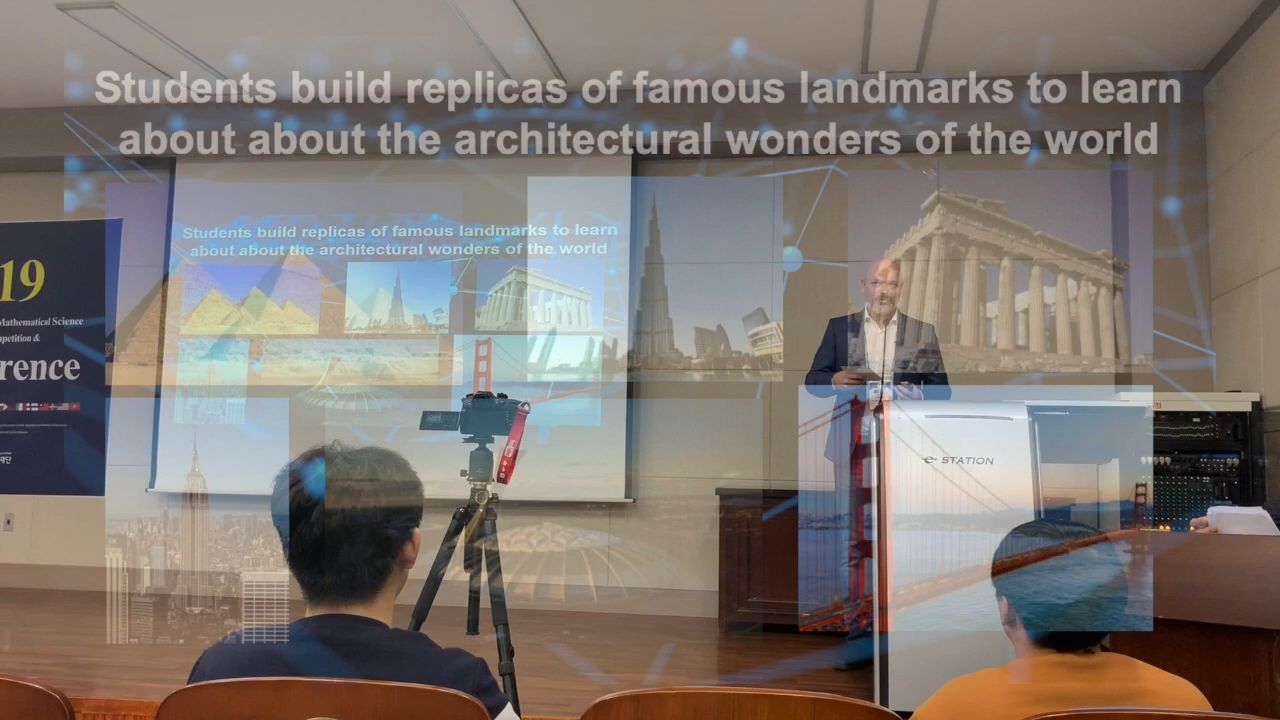 Students build replicas of famous landmarks to learn
about about the architectural wonders of the world
Students build replicas of famous landmarks to learn
about about the architectural wonders of the world
19
Mathematical Science
mpetition &
rence
e-STATION